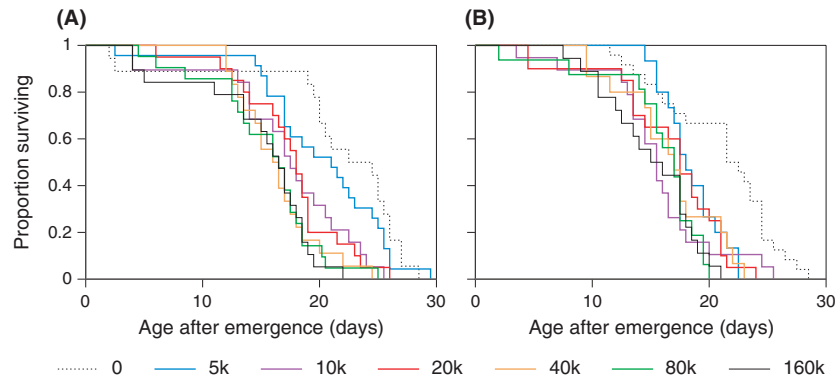 (A)
(B)
Proportion surviving
1
0.8
0.6
0.4
0.2
0
0
10
20
30
0
10
20
30
Age after emergence (days)
Age after emergence (days)
0
5k
10k
20k
40k
80k
160k